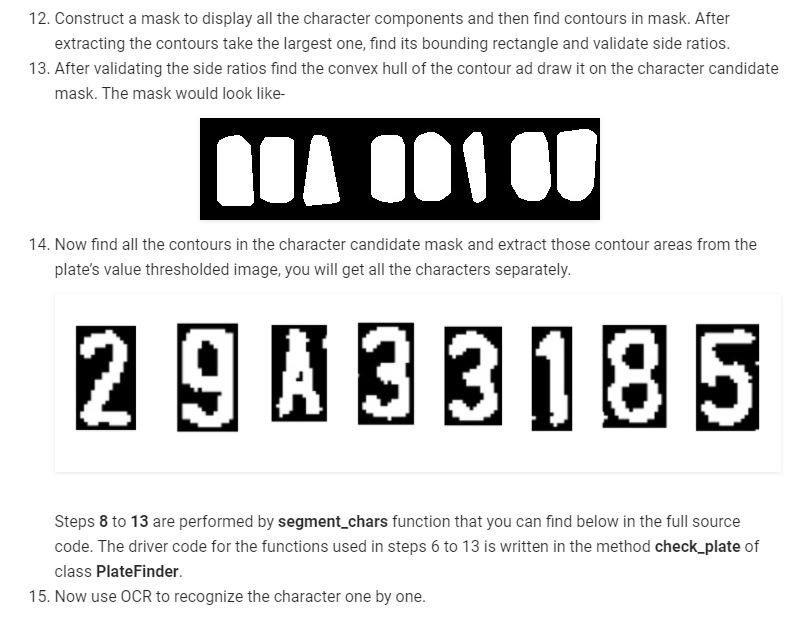 12. Construct a mask to display all the character components and then find contours in mask. After
extracting the contours take the largest one, find its bounding rectangle and validate side ratios.
13. After validating the side ratios find the convex hull of the contour ad draw it on the character candidate
mask. The mask would look like-
14. Now find all the contours in the character candidate mask and extract those contour areas from the
plate's value thresholded image, you will get all the characters separately.
2 9 A 3 3 1 8 5
Steps 8 to 13 are performed by segment_chars function that you can find below in the full source
code. The driver code for the functions used in steps 6 to 13 is written in the method check_plate of
class PlateFinder.
15. Now use OCR to recognize the character one by one.